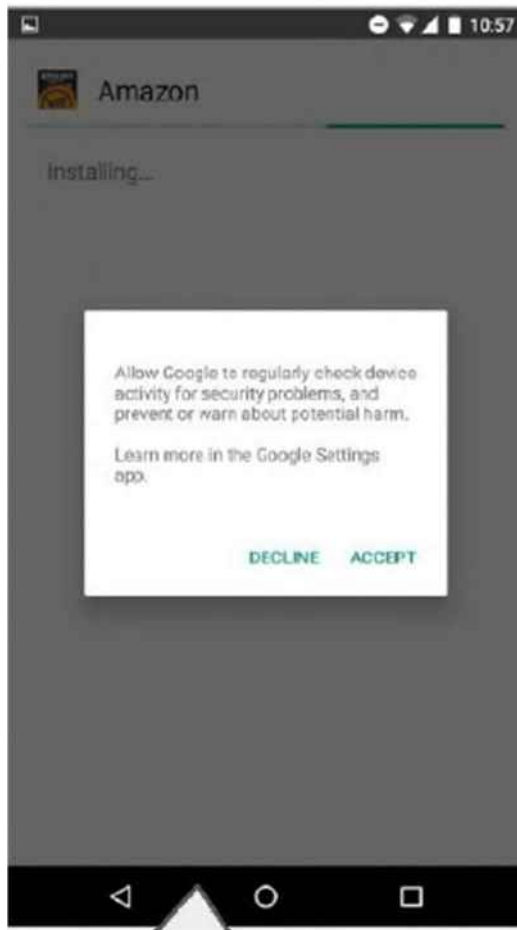 10:57
Amazon
Installing...
Allow Google to regularly check device
activity for security problems, and
prevent or warn about potential harm.
Learn more in the Google Settings
app.
DECLINE ACCEPT